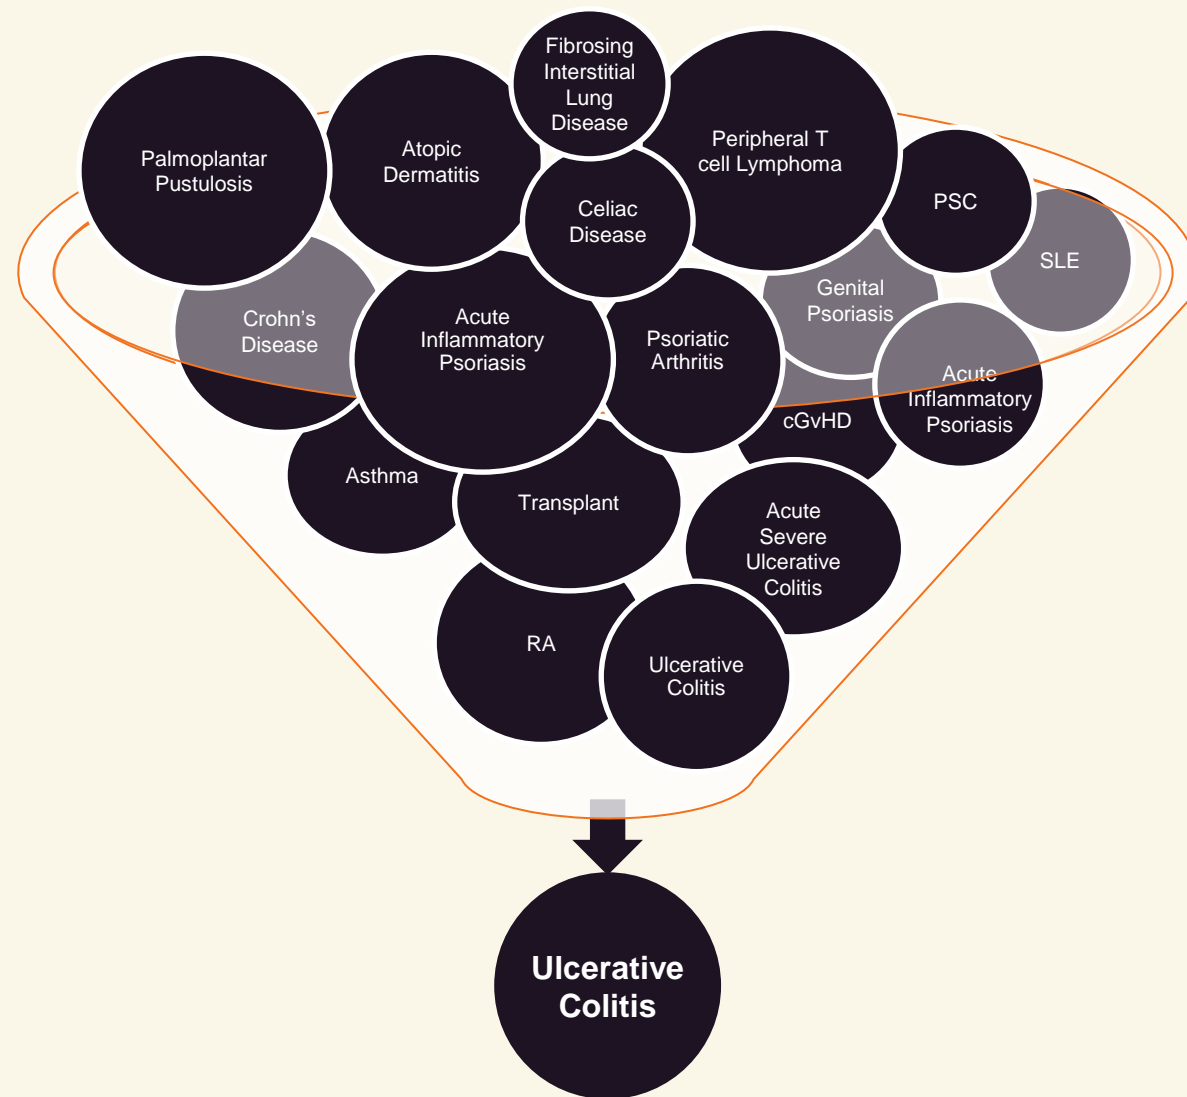 Fibrosing
Interstitial
Lung
Disease
Palmoplantar
Pustulosis
Atopic
Dermatitis
Peripheral T
cell Lymphoma
Celiac
Disease
PSC
SLE
Crohn's
Disease
Acute
Inflammatory
Psoriasis
Psoriatic
Arthritis
Genital
Psoriasis
Acute
Inflammatory
Psoriasis
cGvHD
Asthma
Transplant
Acute
Severe
Ulcerative
Colitis
RA
Ulcerative
Colitis
Ulcerative
Colitis